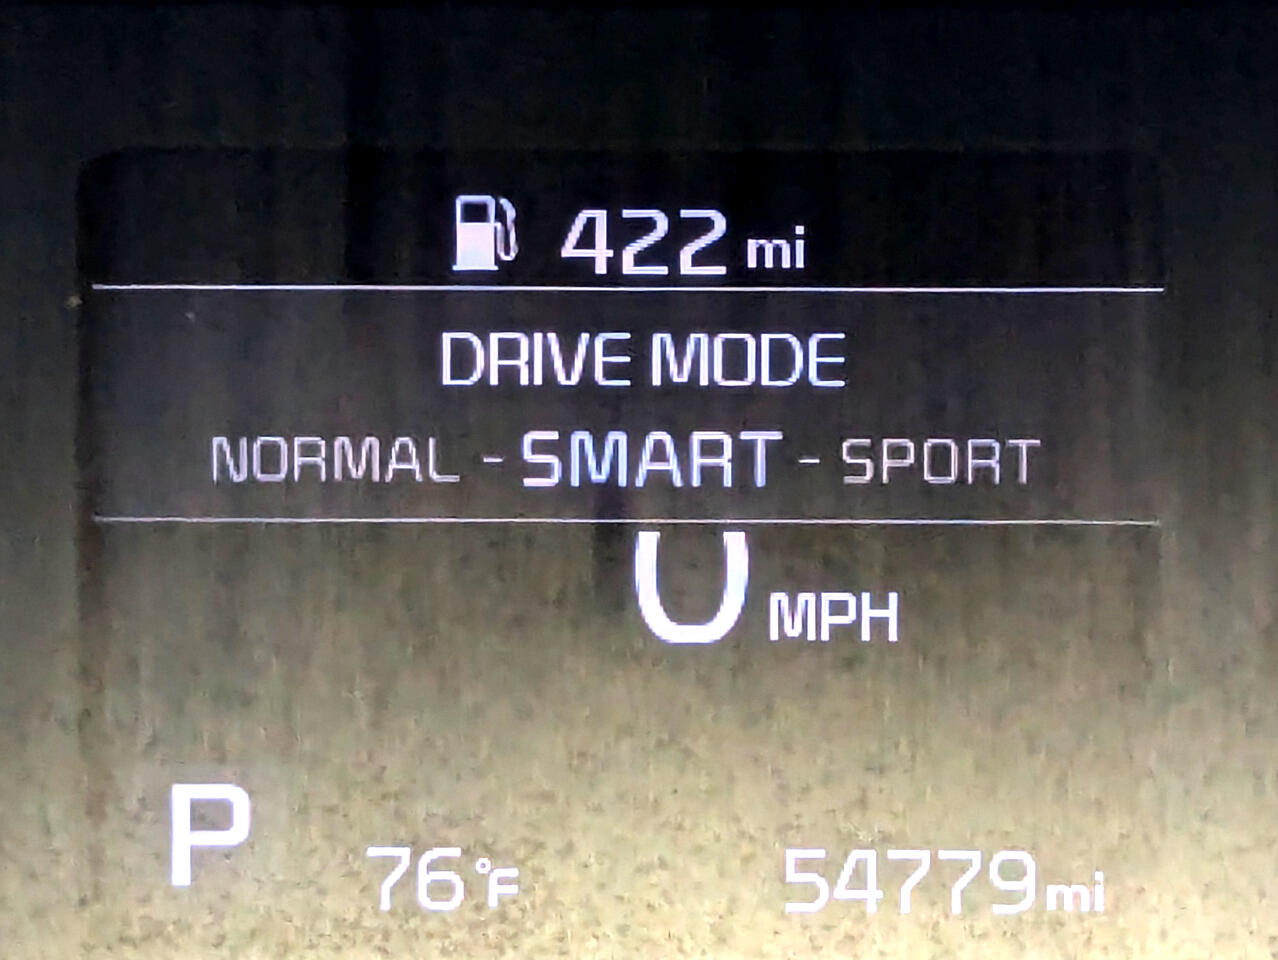 422 mi
DRIVE MODE
NORMAL - SMART - SPORT
0 MPH
P 76°F 54779 mi